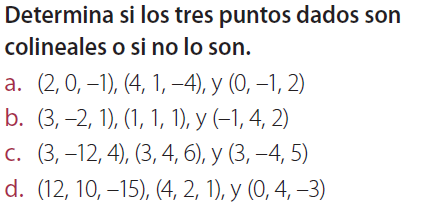 Determina si los tres puntos dados son
colineales o si no lo son.
a. (2, 0, –1), (4, 1, –4), y (0, –1, 2)
b. (3, –2, 1), (1, 1, 1), y (–1, 4, 2)
c. (3, –12, 4), (3, 4, 6), y (3, –4, 5)
d. (12, 10, –15), (4, 2, 1), y (0, 4, –3)